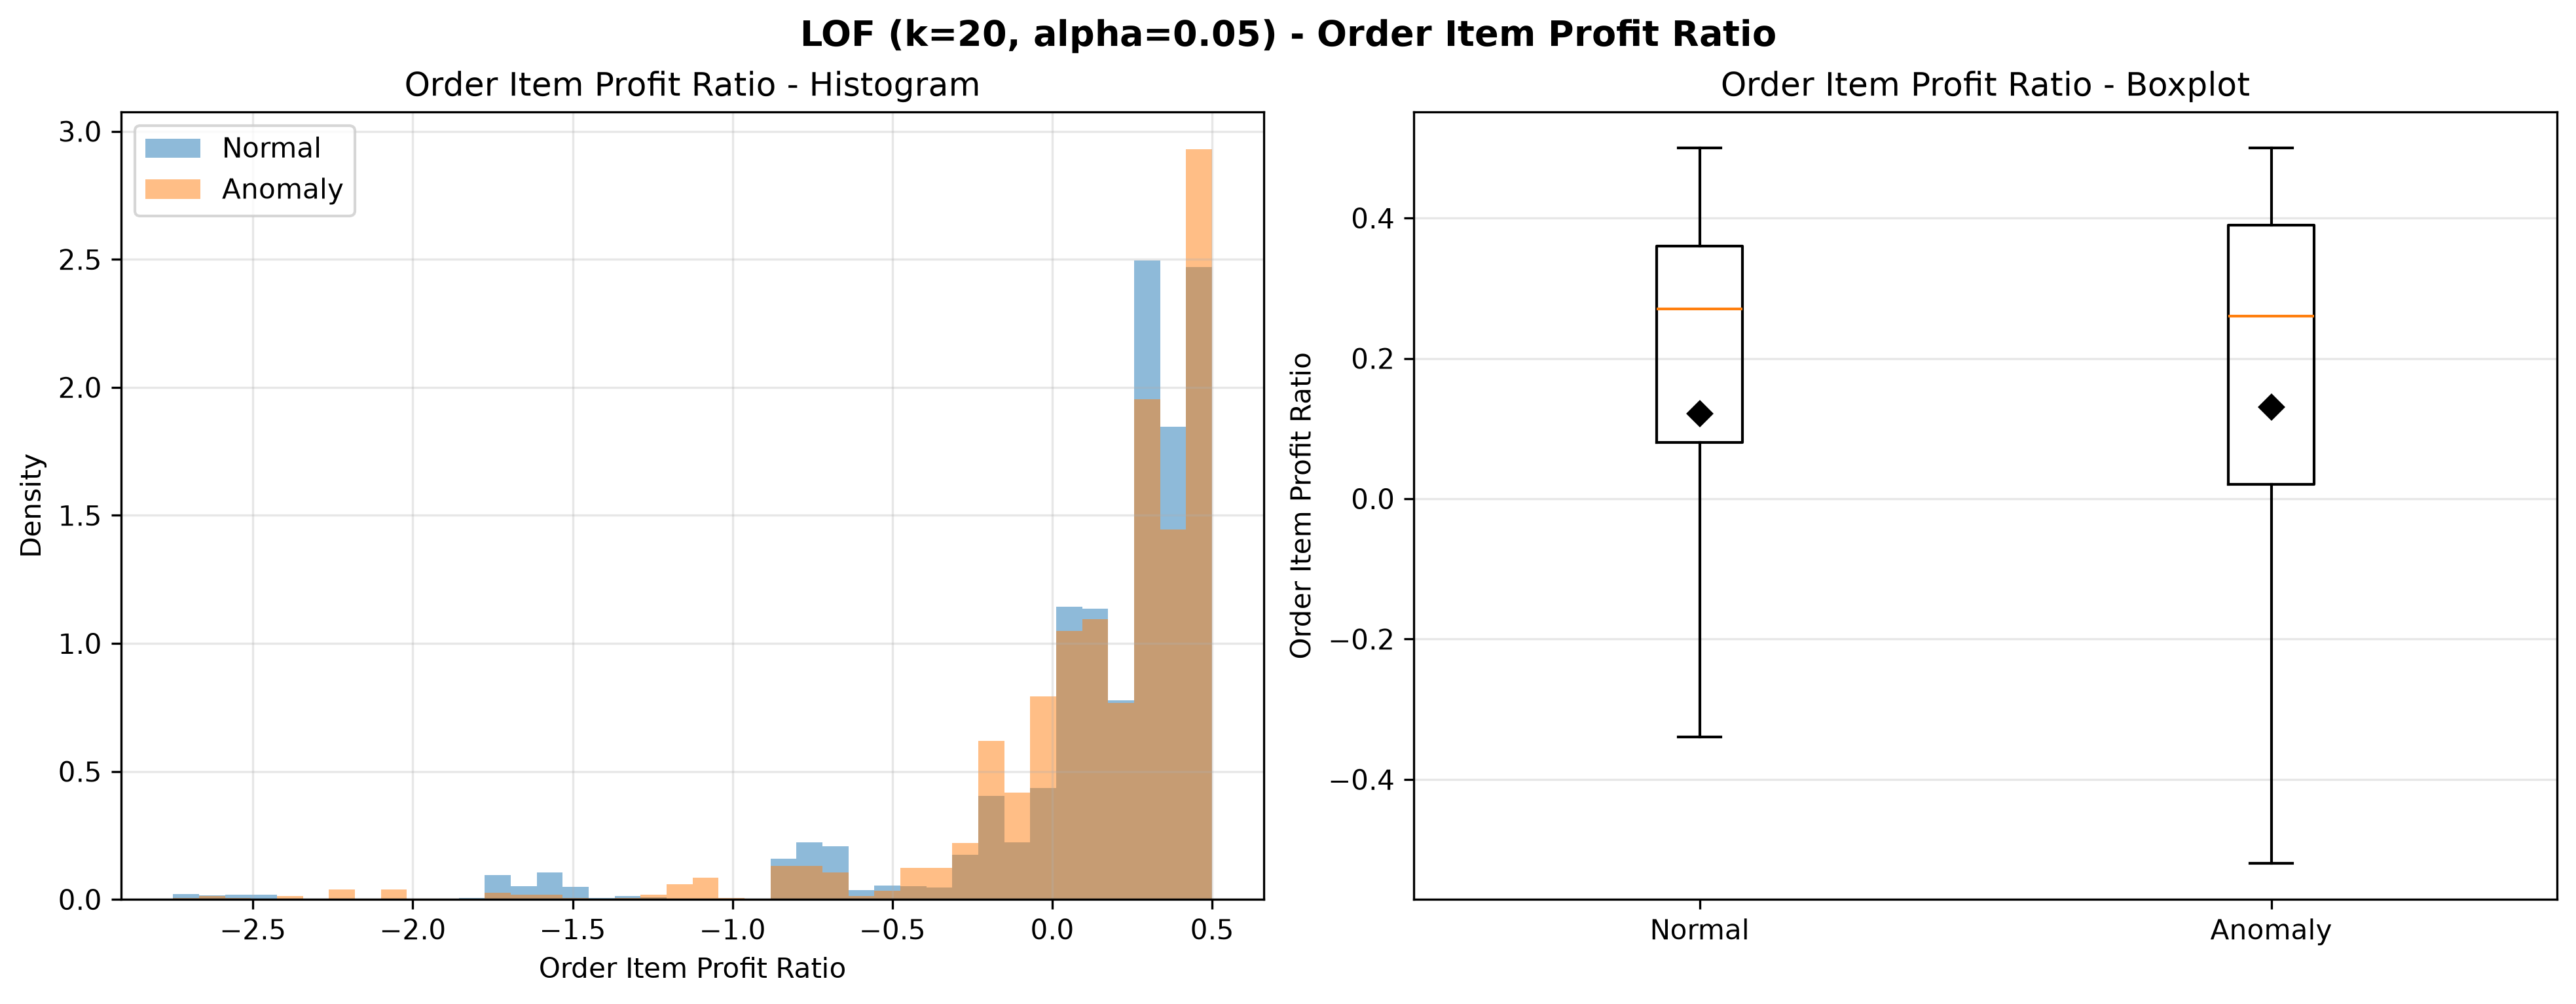 LOF (k=20, alpha=0.05) - Order Item Profit Ratio
Order Item Profit Ratio - Histogram
3.0
2.5
2.0
1.5
1.0
0.5
0.0
Density
Normal
Anomaly
−2.5 −2.0 −1.5 −1.0 −0.5 0.0 0.5
Order Item Profit Ratio
Order Item Profit Ratio - Boxplot
0.4
0.2
0.0
−0.2
−0.4
Order Item Profit Ratio
Normal Anomaly